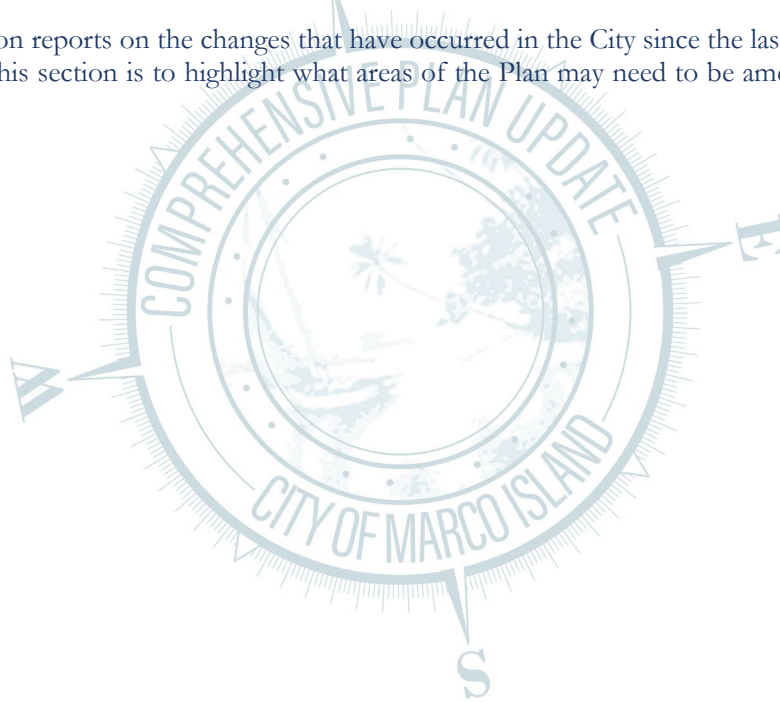 on reports on the changes that have occurred in the City since the las
his section is to highlight what areas of the Plan may need to be am
COMPREHENSIVE PLAN UPDATE
E
W
CITY OF MARCO ISLAND
S